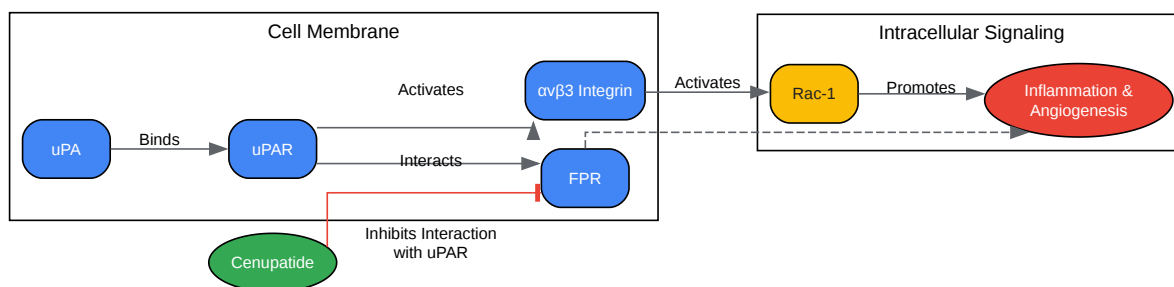 Cell Membrane
Intracellular Signaling
Activates
αvβ3 Integrin
Activates
Rac-1
Promotes
Inflammation &
Angiogenesis
uPA
Binds
uPAR
Interacts
FPR
Inhibits Interaction
with uPAR
Cenupatide